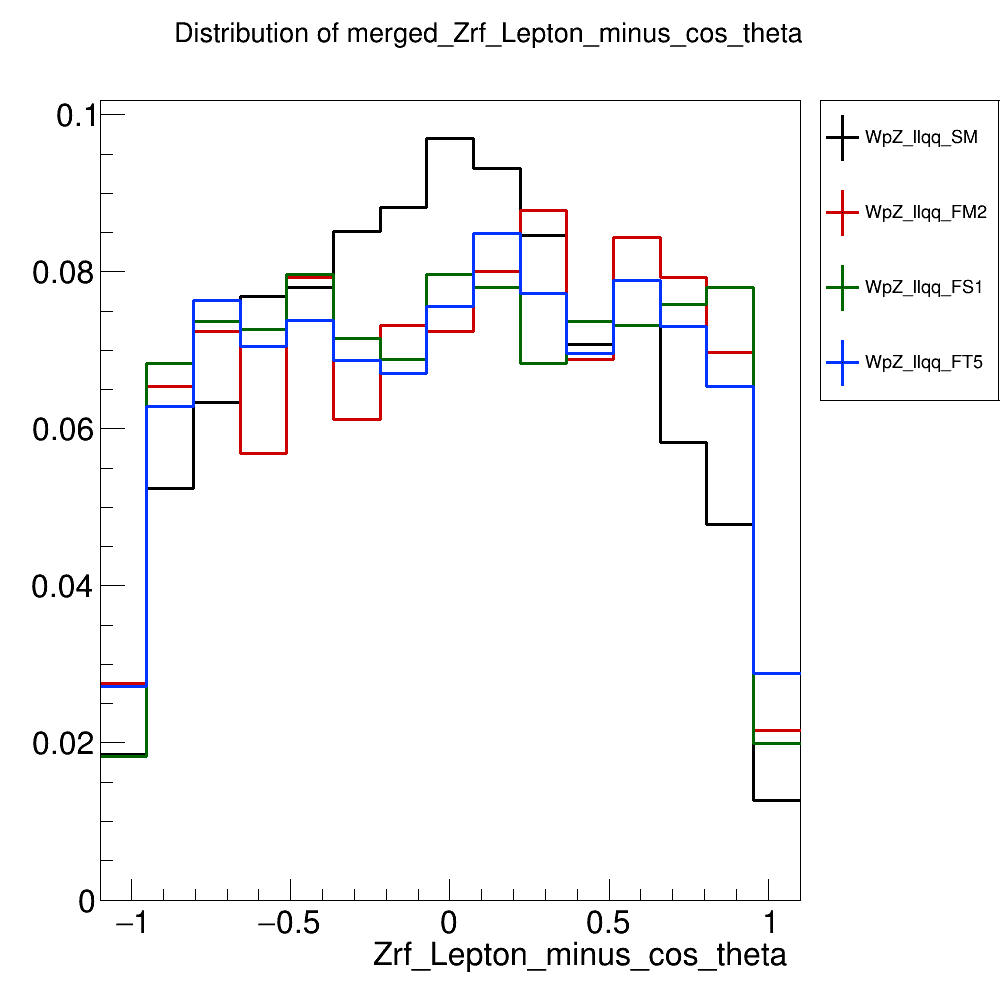 Distribution of merged_Zrf_Lepton_minus_cos_theta
0.1
0.08
0.06
0.04
0.02
0
−1
−0.5
0
0.5
1
Zrf_Lepton_minus_cos_theta
WpZ_llqq_SM
WpZ_llqq_FM2
WpZ_llqq_FS1
WpZ_llqq_FT5